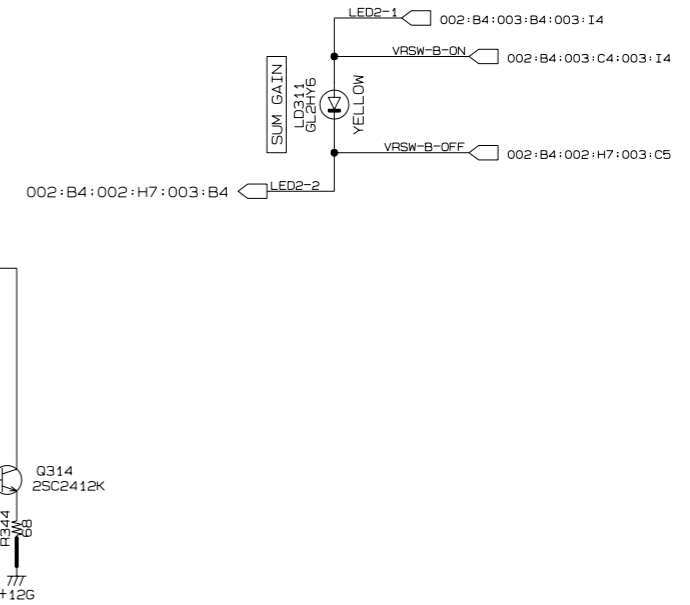 LED2-1
002:B4:003:B4:003:I4
VRSW-B-ON
002:B4:003:C4:003:I4
SUM GAIN
LD311
GL2HY6
YELLOW
VRSW-B-OFF
002:B4:002:H7:003:C5
002:B4:002:H7:003:B4
LED2-2
Q314
2SC2412K
R344
68
+12G